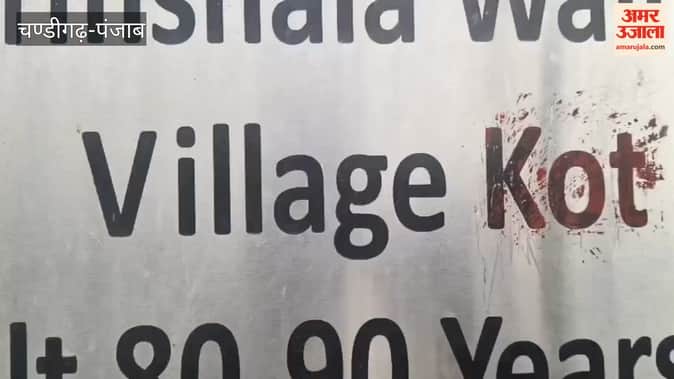 चण्डीगढ़-पंजाब
अमर उजाला
amarujala.com
Village Kot
80 90 Years